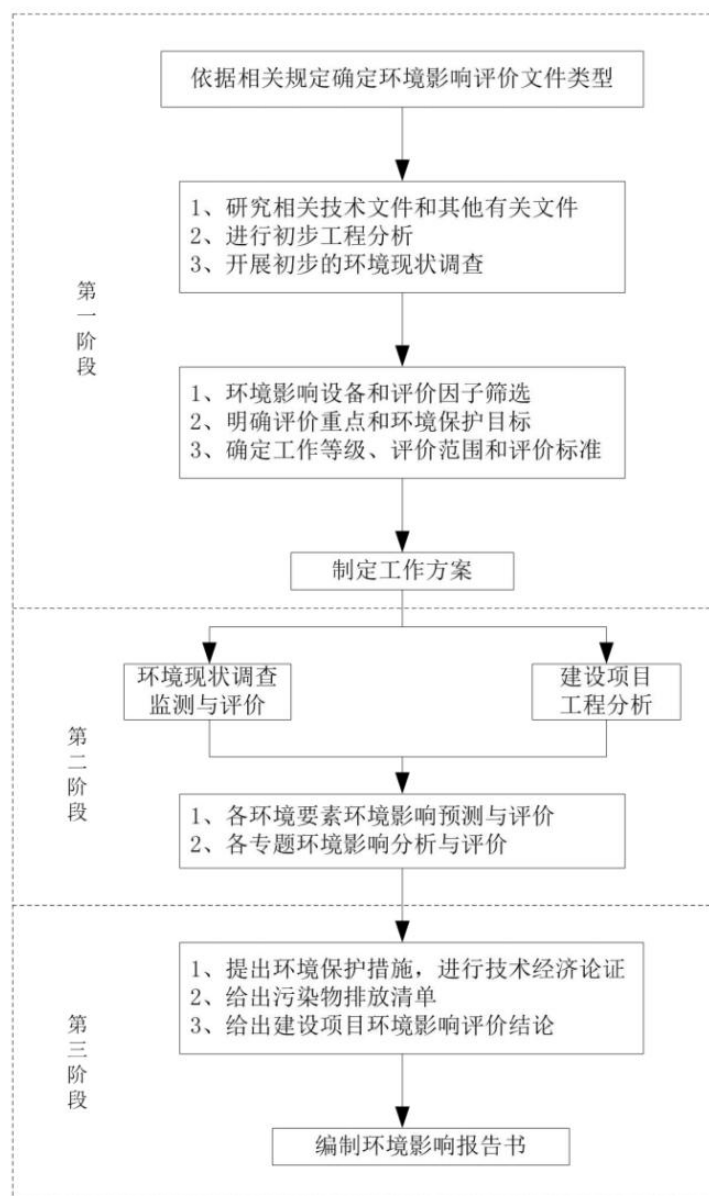 依据相关规定确定环境影响评价文件类型
1、研究相关技术文件和其他有关文件
2、进行初步工程分析
3、开展初步的环境现状调查
第一阶段
1、环境影响设备和评价因子筛选
2、明确评价重点和环境保护目标
3、确定工作等级、评价范围和评价标准
制定工作方案
环境现状调查
监测与评价
建设项目
工程分析
第二阶段
1、各环境要素环境影响预测与评价
2、各专题环境影响分析与评价
1、提出环境保护措施，进行技术经济论证
2、给出污染物排放清单
3、给出建设项目环境影响评价结论
第三阶段
编制环境影响报告书